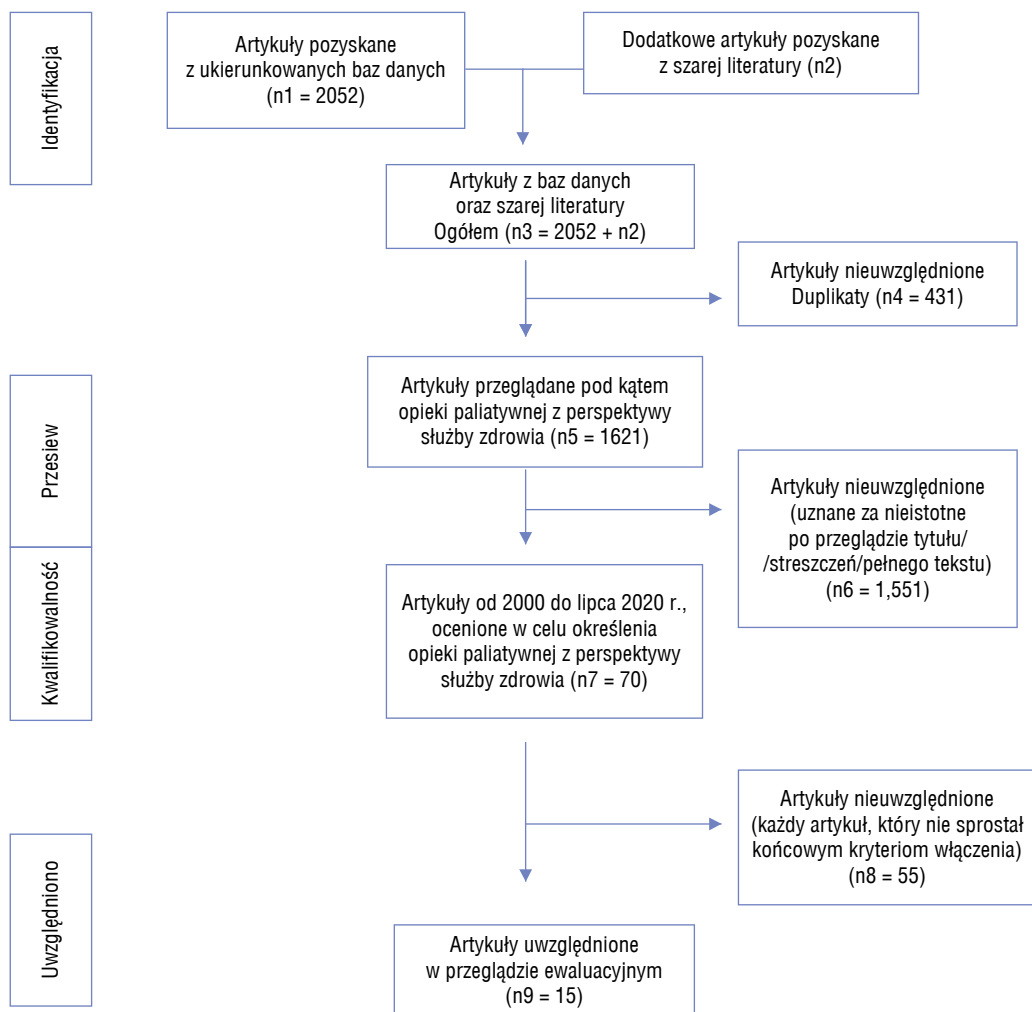 Identyfikacja
Artykuły pozyskane
z ukierunkowanych baz danych
(n1 = 2052)
Dodatkowe artykuły pozyskane
z szarej literatury (n2)
Artykuły z baz danych
oraz szarej literatury
Ogółem (n3 = 2052 + n2)
Artykuły nieuwzględnione
Duplikaty (n4 = 431)
Przesiew
Artykuły przeglądane pod kątem
opieki paliatywnej z perspektywy
służby zdrowia (n5 = 1621)
Artykuły nieuwzględnione
(uznane za nieistotne
po przeglądzie tytułu/
/streszczeń/pełnego tekstu)
(n6 = 1,551)
Kwalifikowalność
Artykuły od 2000 do lipca 2020 r.,
ocenione w celu określenia
opieki paliatywnej z perspektywy
służby zdrowia (n7 = 70)
Artykuły nieuwzględnione
(każdy artykuł, który nie sprostał
końcowym kryteriom włączenia)
(n8 = 55)
Uwzględniono
Artykuły uwzględnione
w przeglądzie ewaluacyjnym
(n9 = 15)